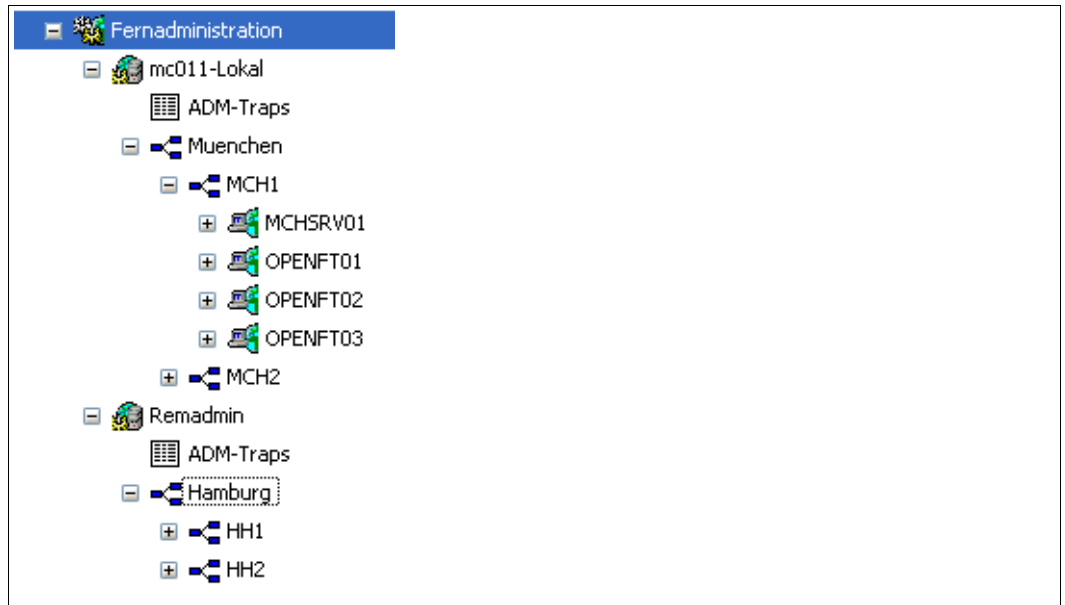 Fernadministration
mc011-Lokal
ADM-Traps
Muenchen
MCH1
MCHSRV01
OPENFT01
OPENFT02
OPENFT03
MCH2
Remadmin
ADM-Traps
Hamburg
HH1
HH2